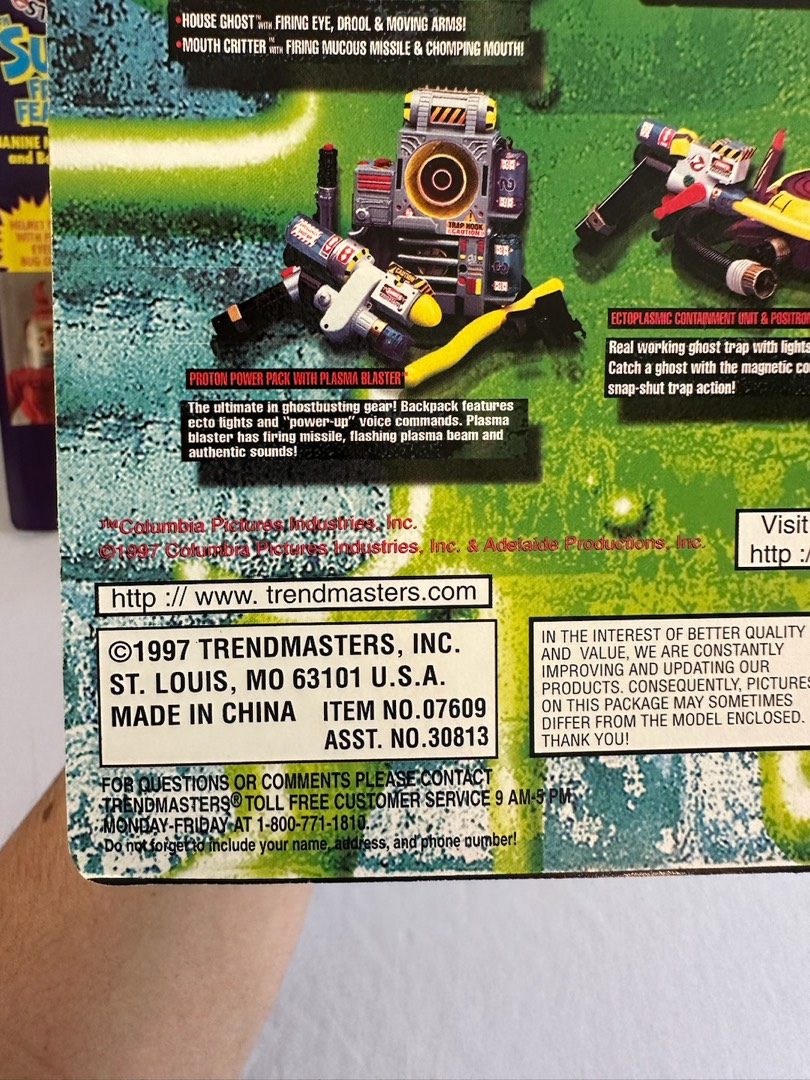 •HOUSE GHOST™ WITH FIRING EYE, DROOL & MOVING ARMS!
•MOUTH CRITTER™ WITH FIRING MUCOUS MISSILE & CHOMPING MOUTH!
JANINE
and
TRAP HOOK
CAUTION
98
PROTON POWER PACK WITH PLASMA BLASTER™
The ultimate in ghostbusting gear! Backpack features
ecto lights and "power-up" voice commands. Plasma
blaster has firing missile, flashing plasma beam and
authentic sounds!
ECTOPLASMIC CONTAINMENT UNIT & POSITRON
Real working ghost trap with lights
Catch a ghost with the magnetic
snap-shut trap action!
™Columbia Pictures Industries, Inc.
©1997 Columbia Pictures Industries, Inc. & Adelaide Productions, Inc.
Visit
http :/
http :// www. trendmasters.com
©1997 TRENDMASTERS, INC.
ST. LOUIS, MO 63101 U.S.A.
MADE IN CHINA ITEM NO.07609
ASST. NO.30813
IN THE INTEREST OF BETTER QUALITY
AND VALUE, WE ARE CONSTANTLY
IMPROVING AND UPDATING OUR
PRODUCTS. CONSEQUENTLY, PICTURES
ON THIS PACKAGE MAY SOMETIMES
DIFFER FROM THE MODEL ENCLOSED.
THANK YOU!
FOR QUESTIONS OR COMMENTS PLEASE CONTACT
TRENDMASTERS® TOLL FREE CUSTOMER SERVICE 9 AM-5 PM,
MONDAY-FRIDAY AT 1-800-771-1810.
Do not forget to include your name, address, and phone number!